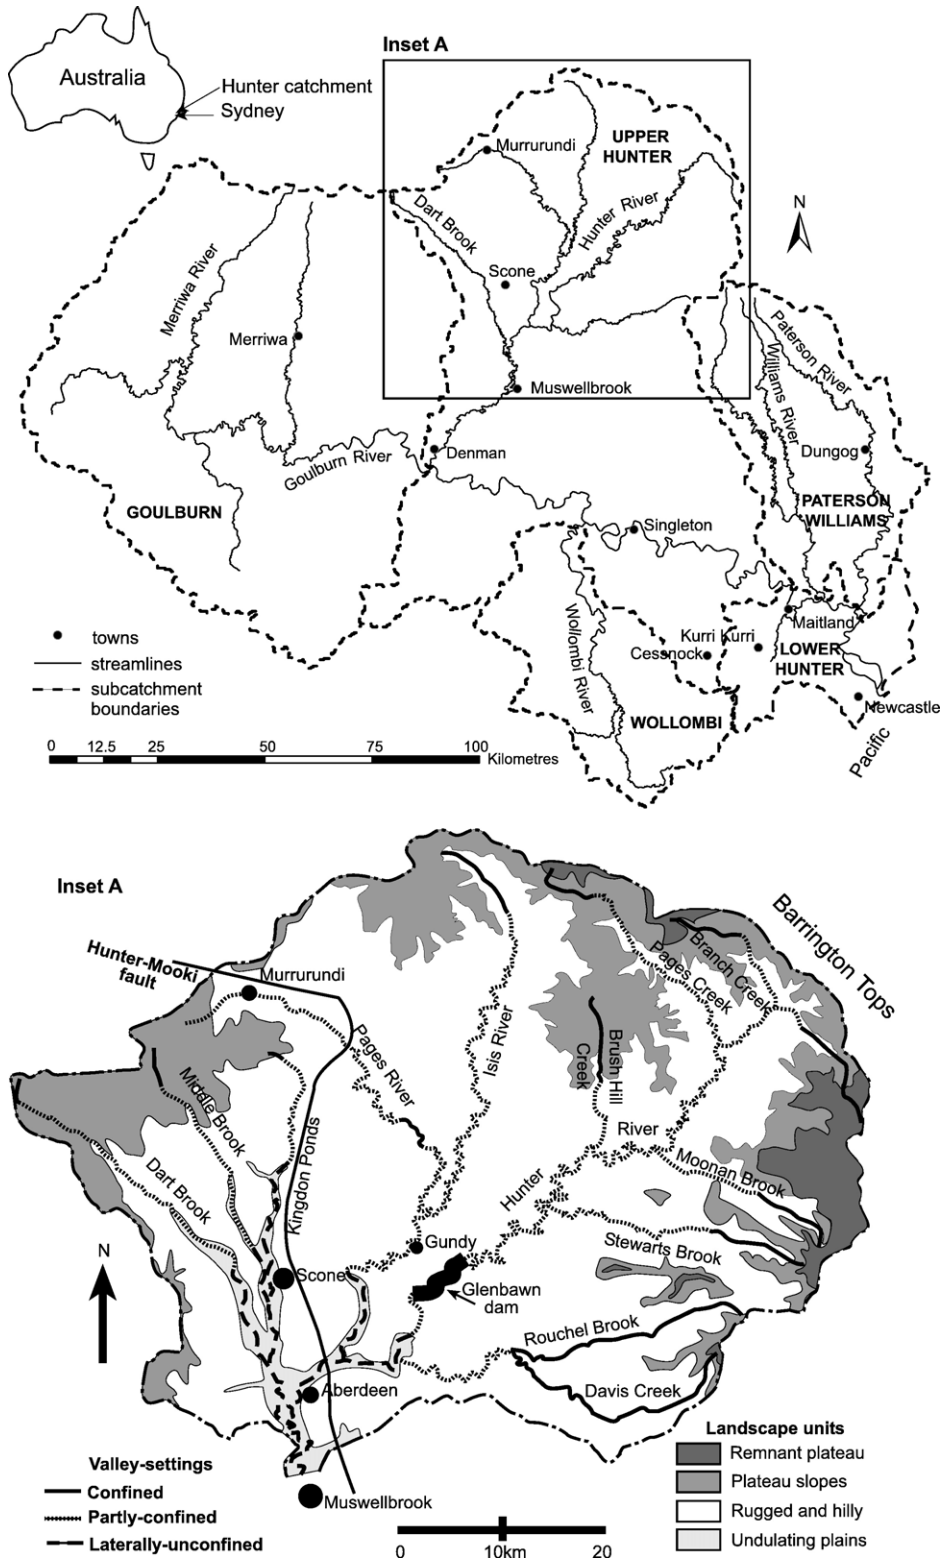 Inset A
Australia
Hunter catchment
Sydney
Murrurundi
UPPER
HUNTER
Hunter River
Dart Brook
N
Scone
Merriwa River
Merriwa
Paterson River
Williams River
Muswellbrook
Goulburn River
Denman
Dungog
GOULBURN
PATERSON
WILLIAMS
Singleton
Wollombi River
Maitland
Kurri Kurri
Cessnock
LOWER
HUNTER
WOLLOMBI
Newcastle
Pacific
towns
streamlines
subcatchment
boundaries
0 12.5 25 50 75 100
Kilometres
Inset A
Barrington Tops
Hunter-Mooki
fault
Murrurundi
Branch Creek
Pages Creek
Pages River
Isis River
Brush Hill
Creek
Middle Brook
Kingdon Ponds
River
Moonan Brook
Dart Brook
Hunter
N
Gundy
Stewarts Brook
Scone
Glenbawn
dam
Rouchel Brook
Davis Creek
Aberdeen
Valley-settings
Confined
Partly-confined
Laterally-unconfined
Muswellbrook
Landscape units
Remnant plateau
Plateau slopes
Rugged and hilly
Undulating plains
0 10km 20